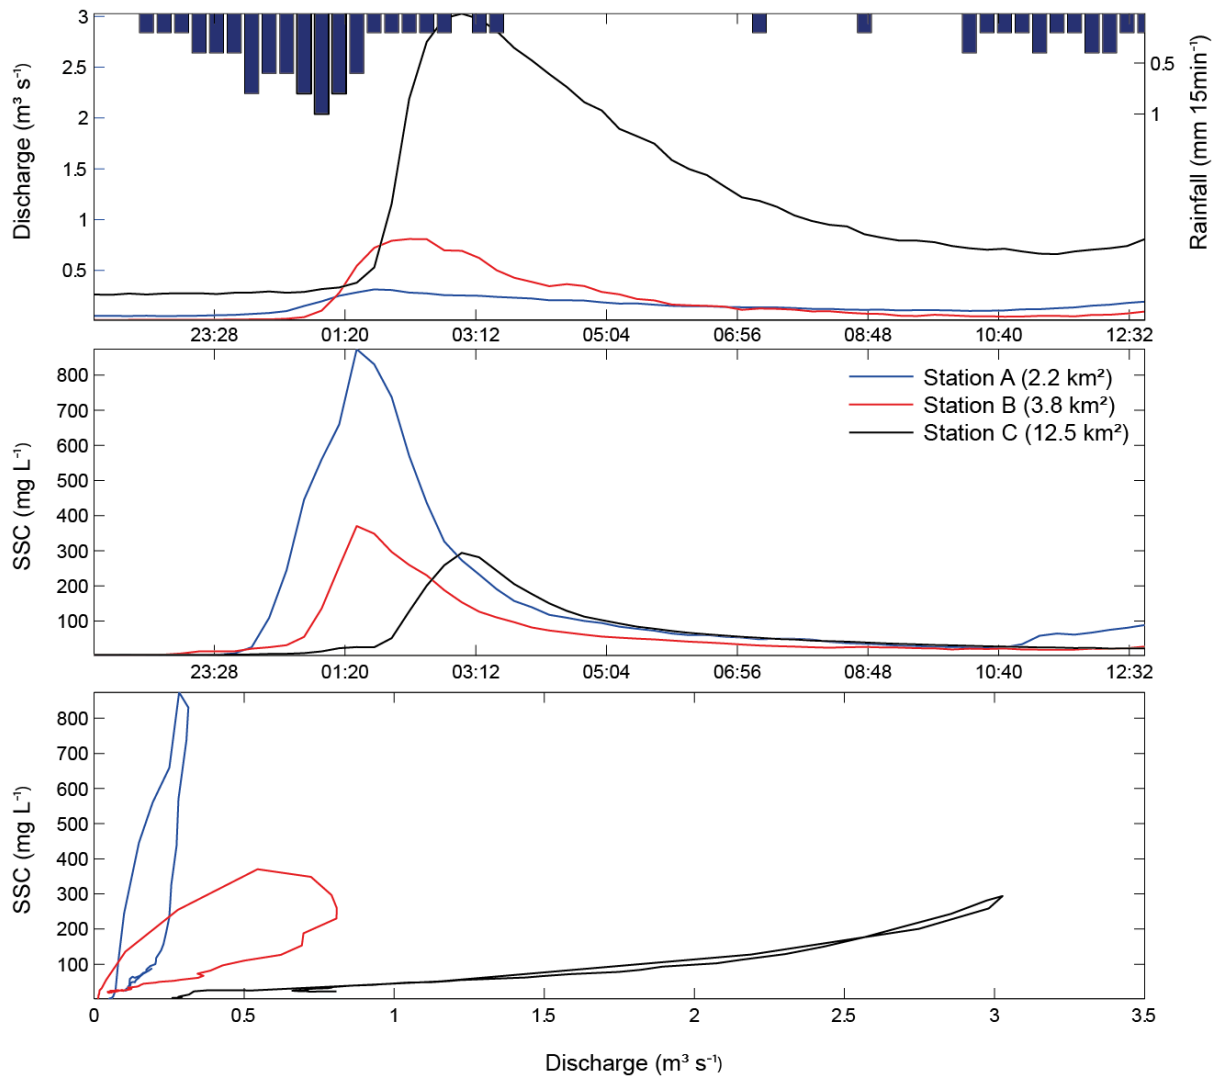 3
2.5
2
1.5
1
0.5
Discharge (m³ s⁻¹)
0.5
1
Rainfall (mm 15min⁻¹)
23:28 01:20 03:12 05:04 06:56 08:48 10:40 12:32
800
700
600
500
400
300
200
100
SSC (mg L⁻¹)
Station A (2.2 km²)
Station B (3.8 km²)
Station C (12.5 km²)
23:28 01:20 03:12 05:04 06:56 08:48 10:40 12:32
800
700
600
500
400
300
200
100
SSC (mg L⁻¹)
0 0.5 1 1.5 2 2.5 3 3.5
Discharge (m³ s⁻¹)